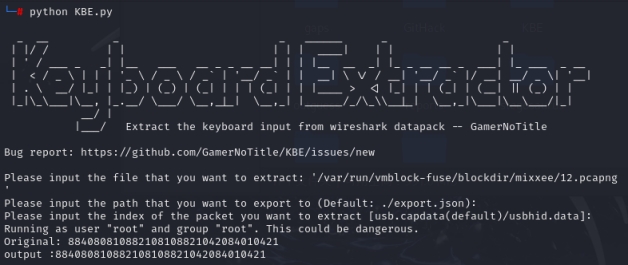 └─# python KBE.py
KeyboardExtractor
Extract the keyboard input from wireshark datapack -- GamerNoTitle
Bug report: https://github.com/GamerNoTitle/KBE/issues/new
Please input the file that you want to extract: '/var/run/vmblock-fuse/blockdir/mixxee/12.pcapng
'
Please input the path that you want to export to (Default: ./export.json):
Please input the index of the packet you want to extract [usb.capdata(default)/usbhid.data]:
Running as user "root" and group "root". This could be dangerous.
Original: 884080810882108108821042084010421
output :884080810882108108821042084010421